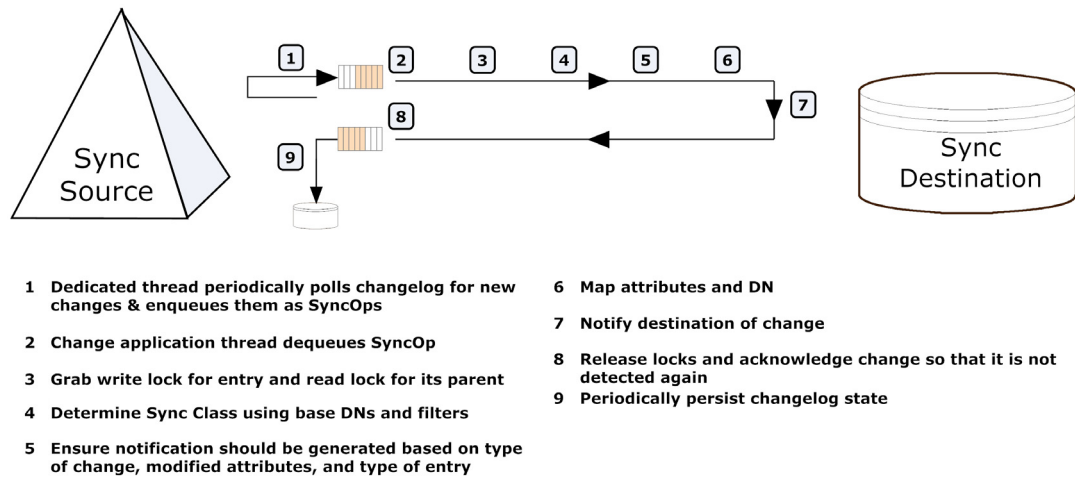 1
2
3
4
5
6
7
8
9
Sync
Source
Sync
Destination
1 Dedicated thread periodically polls changelog for new
changes & enqueues them as SyncOps
2 Change application thread dequeues SyncOp
3 Grab write lock for entry and read lock for its parent
4 Determine Sync Class using base DNs and filters
5 Ensure notification should be generated based on type
of change, modified attributes, and type of entry
6 Map attributes and DN
7 Notify destination of change
8 Release locks and acknowledge change so that it is not
detected again
9 Periodically persist changelog state